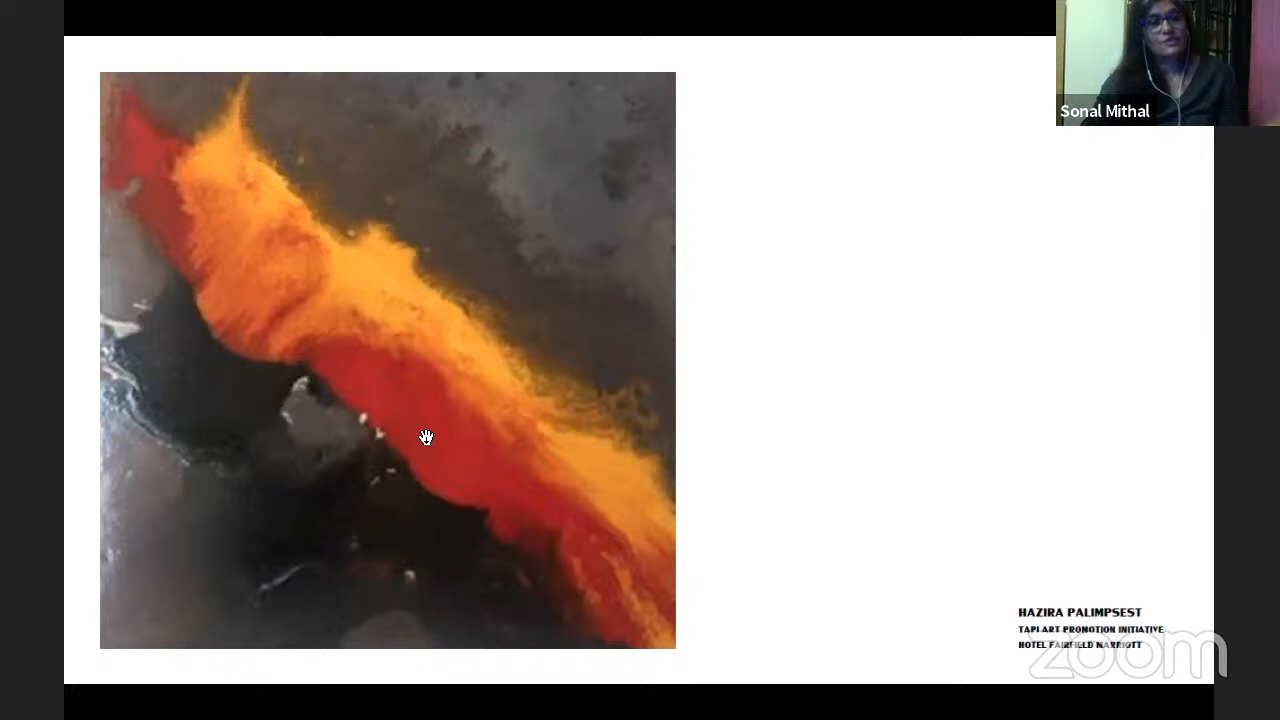 Sonal Mithal
HAZIRA PALIMPSEST
TAPI ART PROMOTION INITIATIVE
HOTEL FAIRFIELD MARRIOTT
zoom